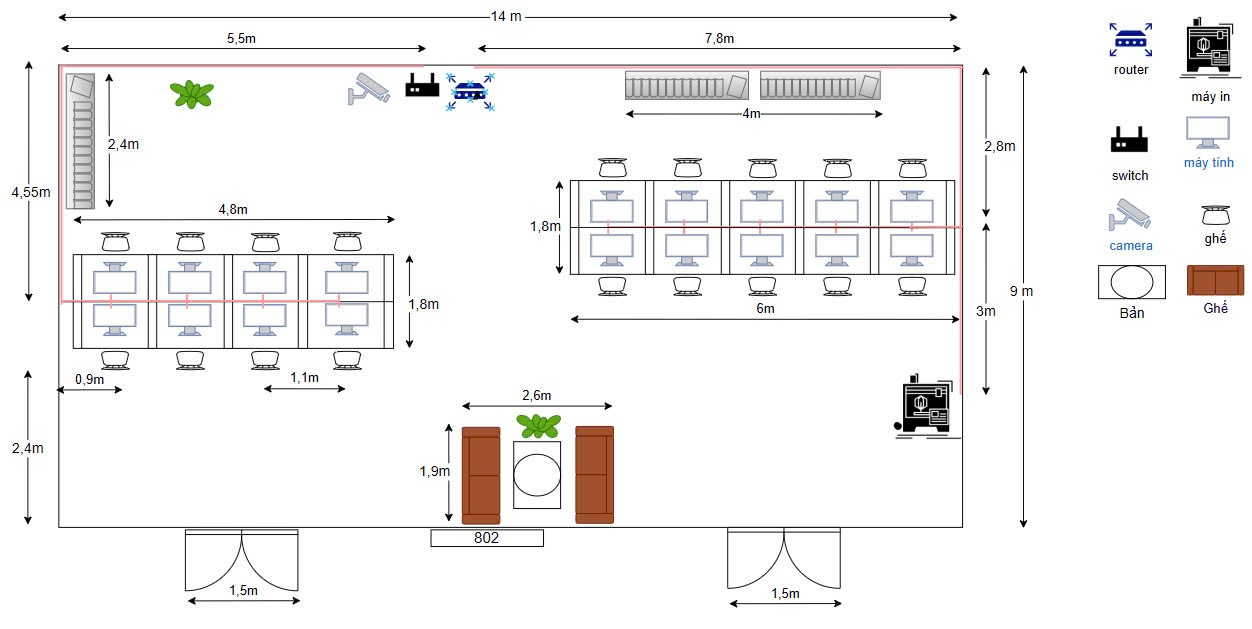 14 m
5,5m
7,8m
router
máy in
4m
2,4m
2,8m
4,55m
switch
máy tính
4,8m
1,8m
camera
ghế
1,8m
9 m
6m
3m
Bản
Ghế
0,9m
1,1m
2,6m
2,4m
1,9m
802
1,5m
1,5m